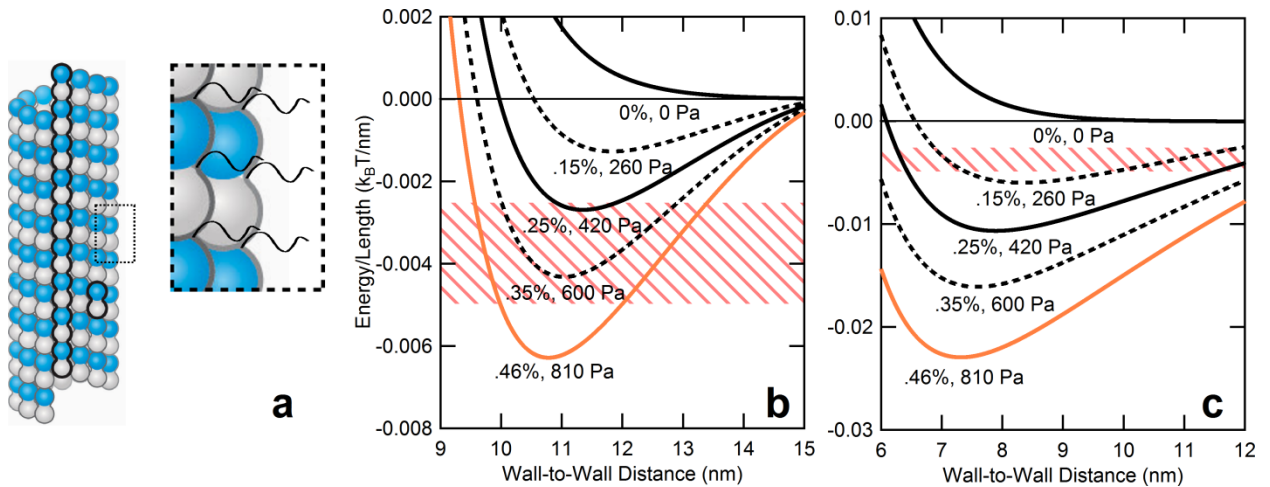 a
Energy/Length (kBT/nm)
0.002
0.000
-0.002
-0.004
-0.006
-0.008
0%, 0 Pa
.15%, 260 Pa
.25%, 420 Pa
.35%, 600 Pa
.46%, 810 Pa
b
9 10 11 12 13 14 15
Wall-to-Wall Distance (nm)
0.01
0.00
-0.01
-0.02
-0.03
0%, 0 Pa
.15%, 260 Pa
.25%, 420 Pa
.35%, 600 Pa
.46%, 810 Pa
c
6 7 8 9 10 11 12
Wall-to-Wall Distance (nm)